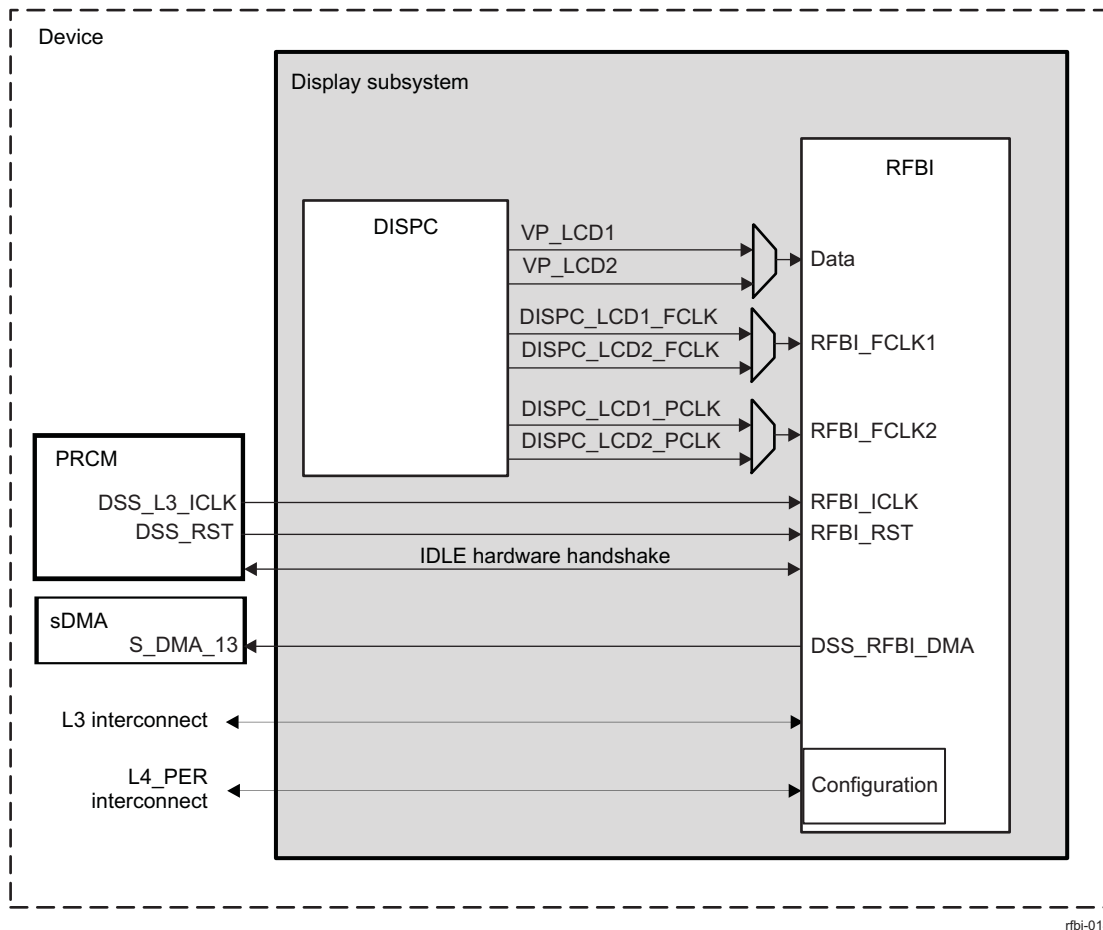 Device
Display subsystem
RFBI
DISPC
VP_LCD1
VP_LCD2
Data
DISPC_LCD1_FCLK
DISPC_LCD2_FCLK
RFBI_FCLK1
DISPC_LCD1_PCLK
DISPC_LCD2_PCLK
RFBI_FCLK2
PRCM
DSS_L3_ICLK
RFBI_ICLK
DSS_RST
RFBI_RST
IDLE hardware handshake
sDMA
S_DMA_13
DSS_RFBI_DMA
L3 interconnect
L4_PER
interconnect
Configuration
rfbi-01